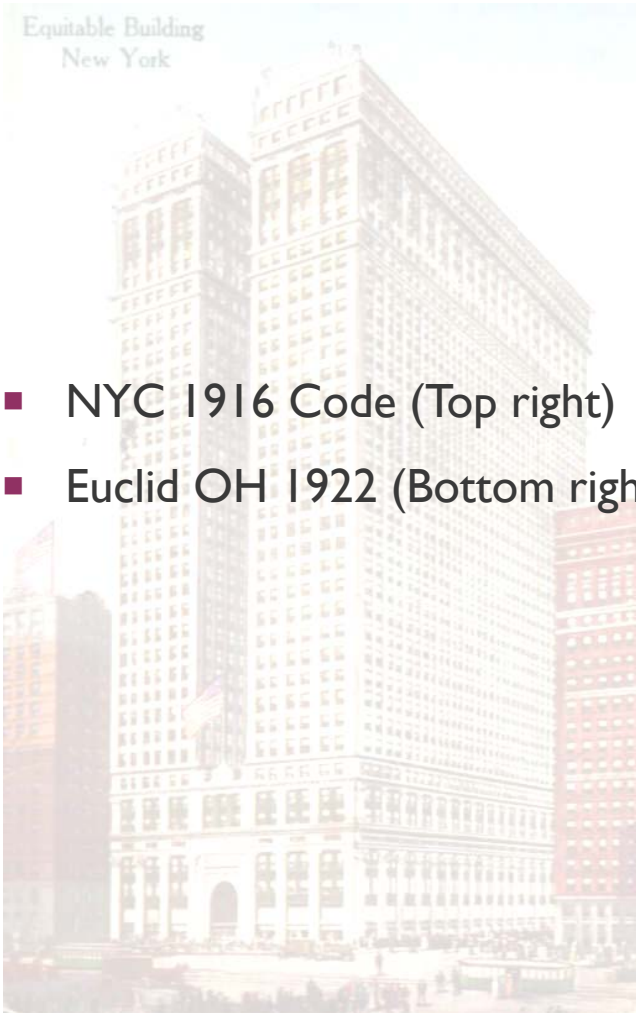 Equitable Building
New York
NYC 1916 Code (Top right)
Euclid OH 1922 (Bottom righ